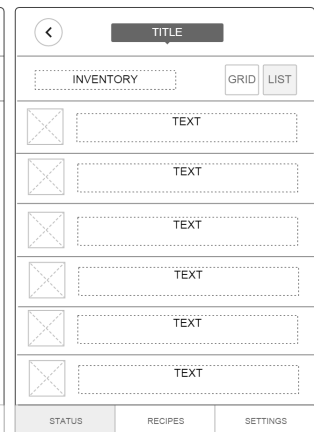 TITLE
INVENTORY
GRID LIST
TEXT
TEXT
TEXT
TEXT
TEXT
TEXT
STATUS RECIPES SETTINGS